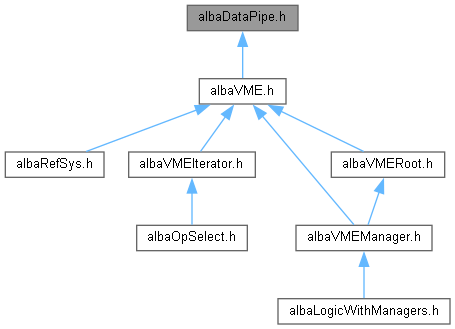 albaDataPipe.h
albaVME.h
albaRefSys.h
albaVMEIterator.h
albaVMERoot.h
albaOpSelect.h
albaVMEManager.h
albaLogicWithManagers.h